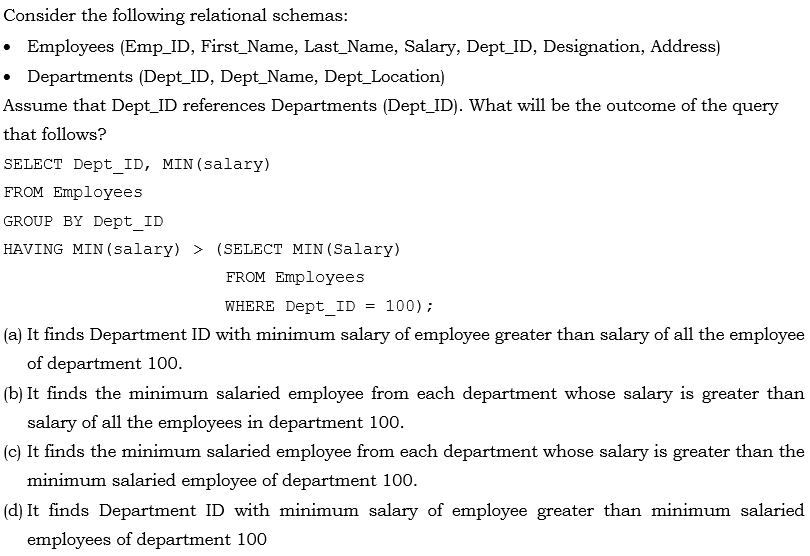 Consider the following relational schemas:
• Employees (Emp_ID, First_Name, Last_Name, Salary, Dept_ID, Designation, Address)
• Departments (Dept_ID, Dept_Name, Dept_Location)
Assume that Dept_ID references Departments (Dept_ID). What will be the outcome of the query
that follows?
SELECT Dept_ID, MIN(salary)
FROM Employees
GROUP BY Dept_ID
HAVING MIN(salary) > (SELECT MIN(Salary)
FROM Employees
WHERE Dept_ID = 100);
(a) It finds Department ID with minimum salary of employee greater than salary of all the employee
of department 100.
(b) It finds the minimum salaried employee from each department whose salary is greater than
salary of all the employees in department 100.
(c) It finds the minimum salaried employee from each department whose salary is greater than the
minimum salaried employee of department 100.
(d) It finds Department ID with minimum salary of employee greater than minimum salaried
employees of department 100